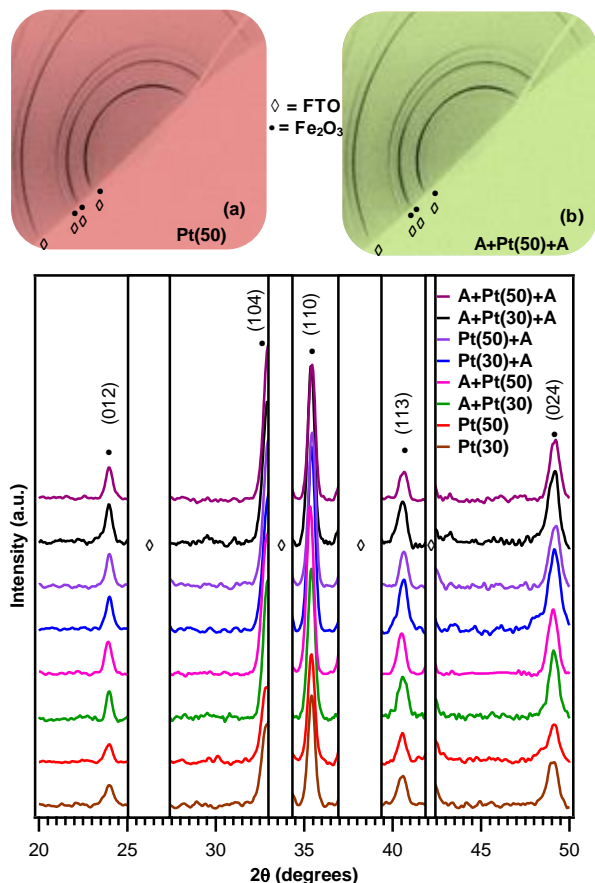 ◊ = FTO
• = Fe₂O₃
(a)
Pt(50)
(b)
A+Pt(50)+A
(012)
(104)
(110)
(113)
(024)
A+Pt(50)+A
A+Pt(30)+A
Pt(50)+A
Pt(30)+A
A+Pt(50)
A+Pt(30)
Pt(50)
Pt(30)
Intensity (a.u.)
20 25 30 35 40 45 50
2θ (degrees)